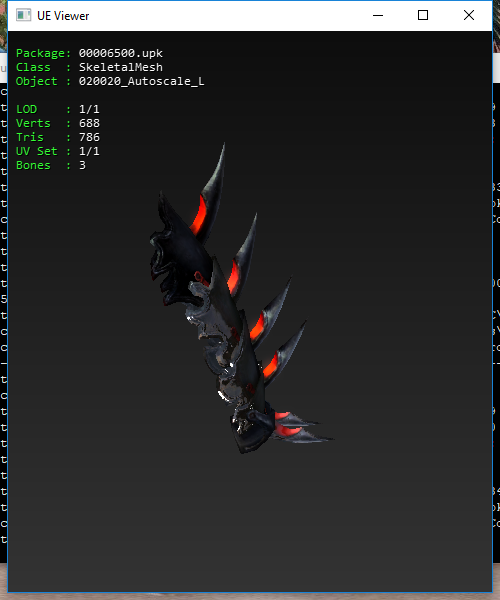 UE Viewer
Package: 00006500.upk
Class  : SkeletalMesh
Object : 020020_Autoscale_L
LOD    : 1/1
Verts  : 688
Tris   : 786
UV Set : 1/1
Bones  : 3